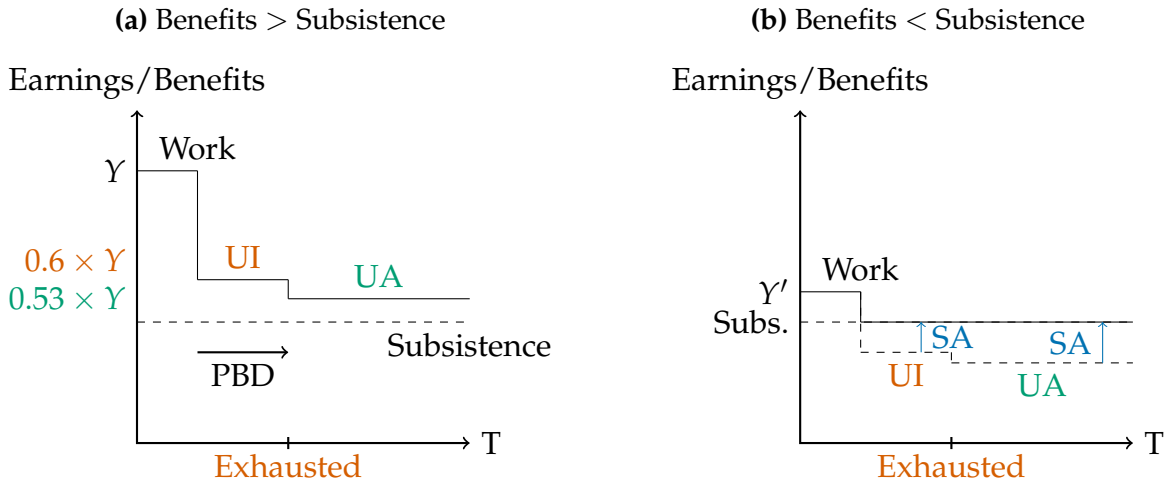 (a) Benefits > Subsistence
Earnings/Benefits
Work
Y
0.6 × Y
UI
0.53 × Y
UA
Subsistence
PBD
T
Exhausted
(b) Benefits < Subsistence
Earnings/Benefits
Work
Y′
Subs.
SA
SA
UI
UA
T
Exhausted